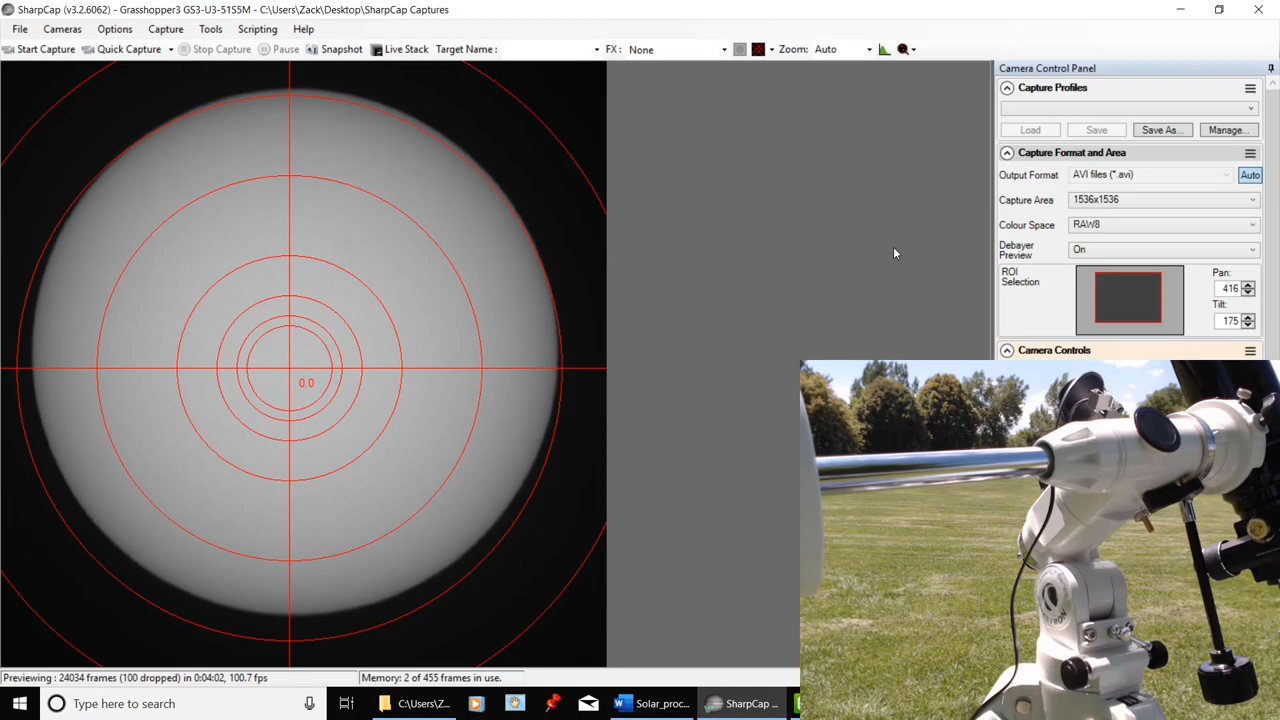 SharpCap (v3.2.6062) - Grasshopper3 GS3-U3-51S5M - C:\Users\Zack\Desktop\SharpCap Captures
File Cameras Options Capture Tools Scripting Help
Start Capture Quick Capture Stop Capture Pause Snapshot Live Stack Target Name : FX: None Zoom: Auto
Camera Control Panel
Capture Profiles
Load Save Save As... Manage...
Capture Format and Area
Output Format AVI files (*.avi) Auto
Capture Area 1536x1536
Colour Space RAW8
Debayer Preview On
ROI Selection
Pan:
416
Tilt:
175
Camera Controls
0.0
Previewing : 24034 frames (100 dropped) in 0:04:02, 100.7 fps
Memory: 2 of 455 frames in use.
Type here to search
C:\Users\Z...
Solar_proc...
SharpCap ...